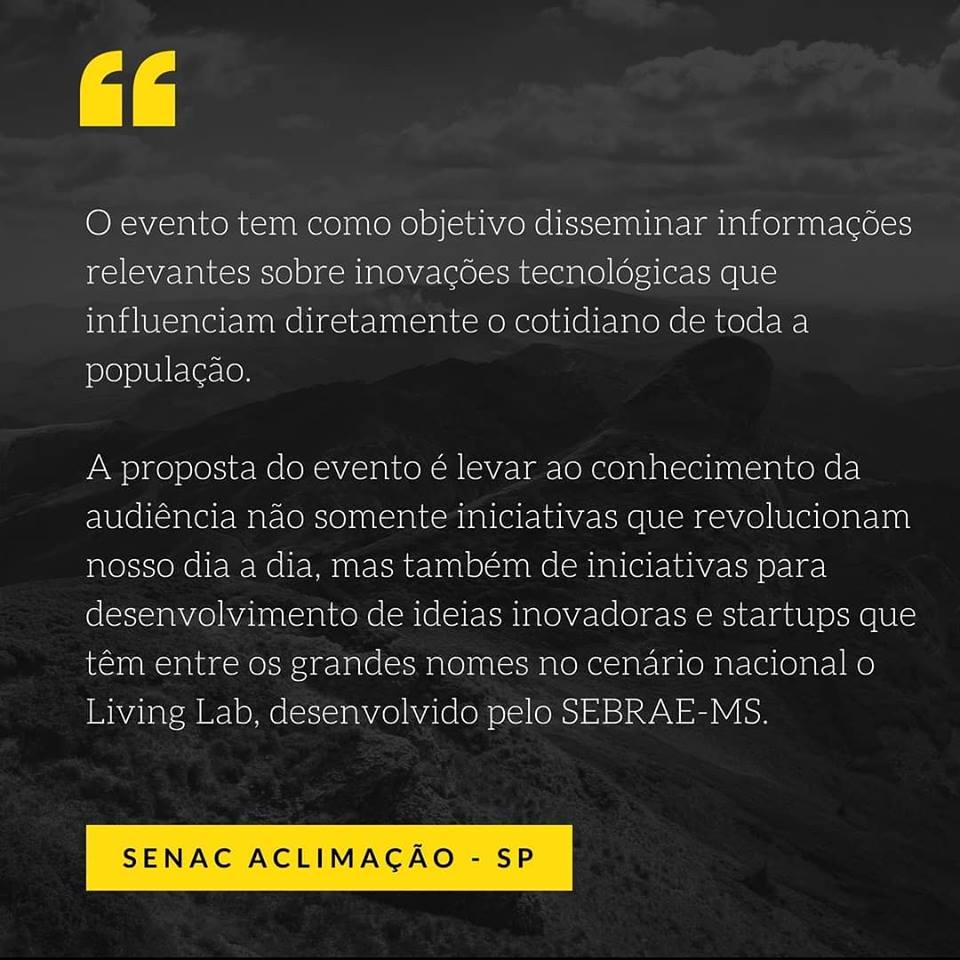 O evento tem como objetivo disseminar informações
relevantes sobre inovações tecnológicas que
influenciam diretamente o cotidiano de toda a
população.
A proposta do evento é levar ao conhecimento da
audiência não somente iniciativas que revolucionam
nosso dia a dia, mas também de iniciativas para
desenvolvimento de ideias inovadoras e startups que
têm entre os grandes nomes no cenário nacional o
Living Lab, desenvolvido pelo SEBRAE-MS.
SENAC ACLIMAÇÃO - SP